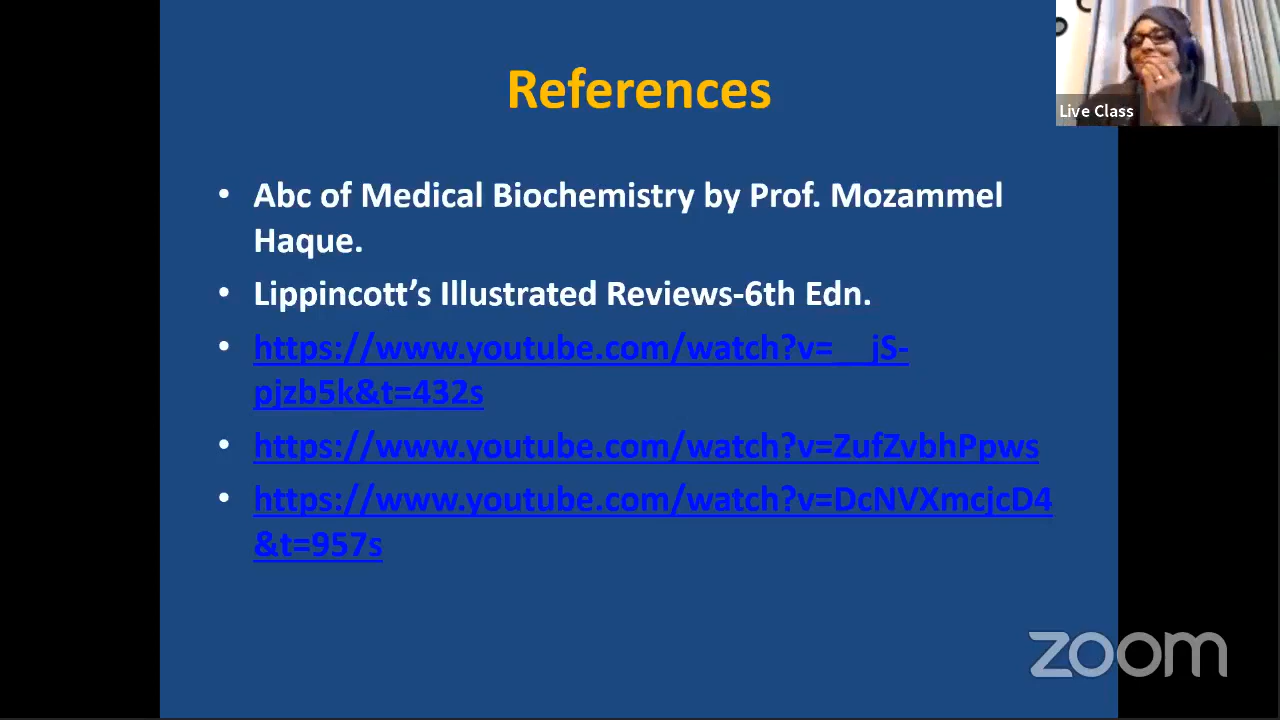 References
Live Class
• Abc of Medical Biochemistry by Prof. Mozammel
Haque.
• Lippincott’s Illustrated Reviews-6th Edn.
• https://www.youtube.com/watch?v=__jS-
pjzb5k&t=432s
• https://www.youtube.com/watch?v=ZufZvbhPpws
• https://www.youtube.com/watch?v=DcNVXmcjcD4
&t=957s
zoom